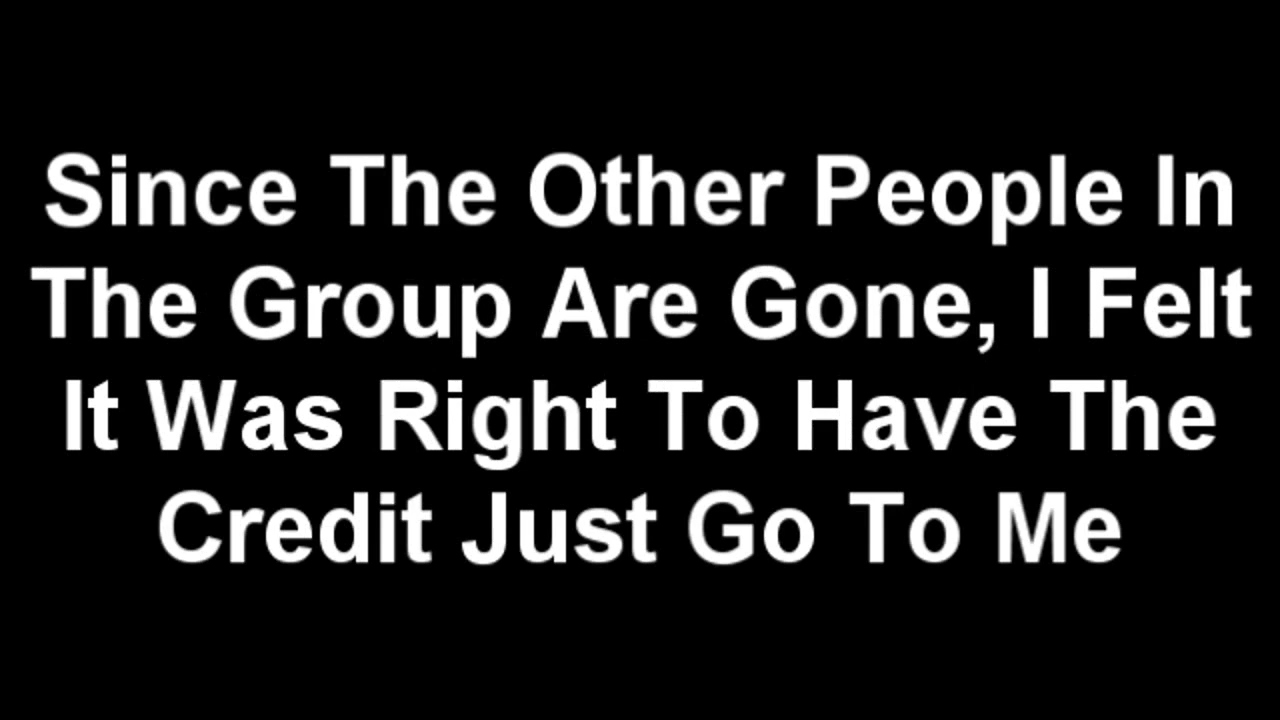 Since The Other People In
The Group Are Gone, I Felt
It Was Right To Have The
Credit Just Go To Me